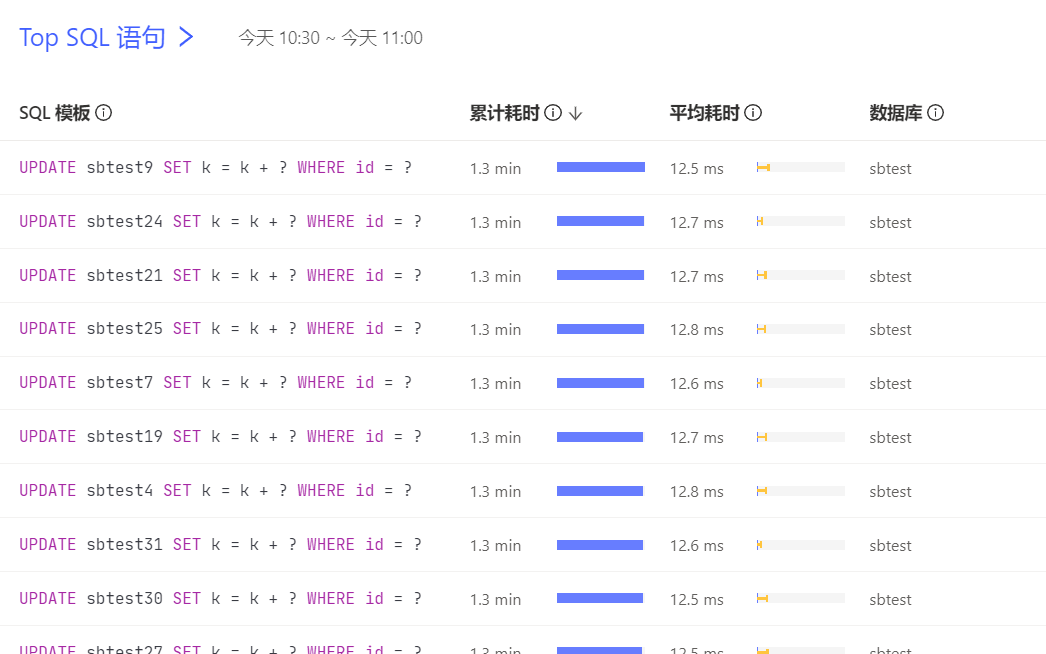 Top SQL 语句 今天 10:30 ~ 今天 11:00
SQL 模板 累计耗时 平均耗时 数据库
UPDATE sbtest9 SET k = k + ? WHERE id = ? 1.3 min 12.5 ms sbtest
UPDATE sbtest24 SET k = k + ? WHERE id = ? 1.3 min 12.7 ms sbtest
UPDATE sbtest21 SET k = k + ? WHERE id = ? 1.3 min 12.7 ms sbtest
UPDATE sbtest25 SET k = k + ? WHERE id = ? 1.3 min 12.8 ms sbtest
UPDATE sbtest7 SET k = k + ? WHERE id = ? 1.3 min 12.6 ms sbtest
UPDATE sbtest19 SET k = k + ? WHERE id = ? 1.3 min 12.7 ms sbtest
UPDATE sbtest4 SET k = k + ? WHERE id = ? 1.3 min 12.8 ms sbtest
UPDATE sbtest31 SET k = k + ? WHERE id = ? 1.3 min 12.6 ms sbtest
UPDATE sbtest30 SET k = k + ? WHERE id = ? 1.3 min 12.5 ms sbtest
UPDATE sbtest27 SET k = k + ? WHERE id = ? 1.3 min 12.5 ms sbtest